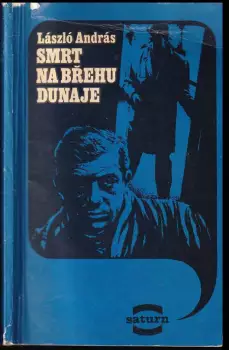 László András
SMRT
NA BŘEHU
DUNAJE
saturn